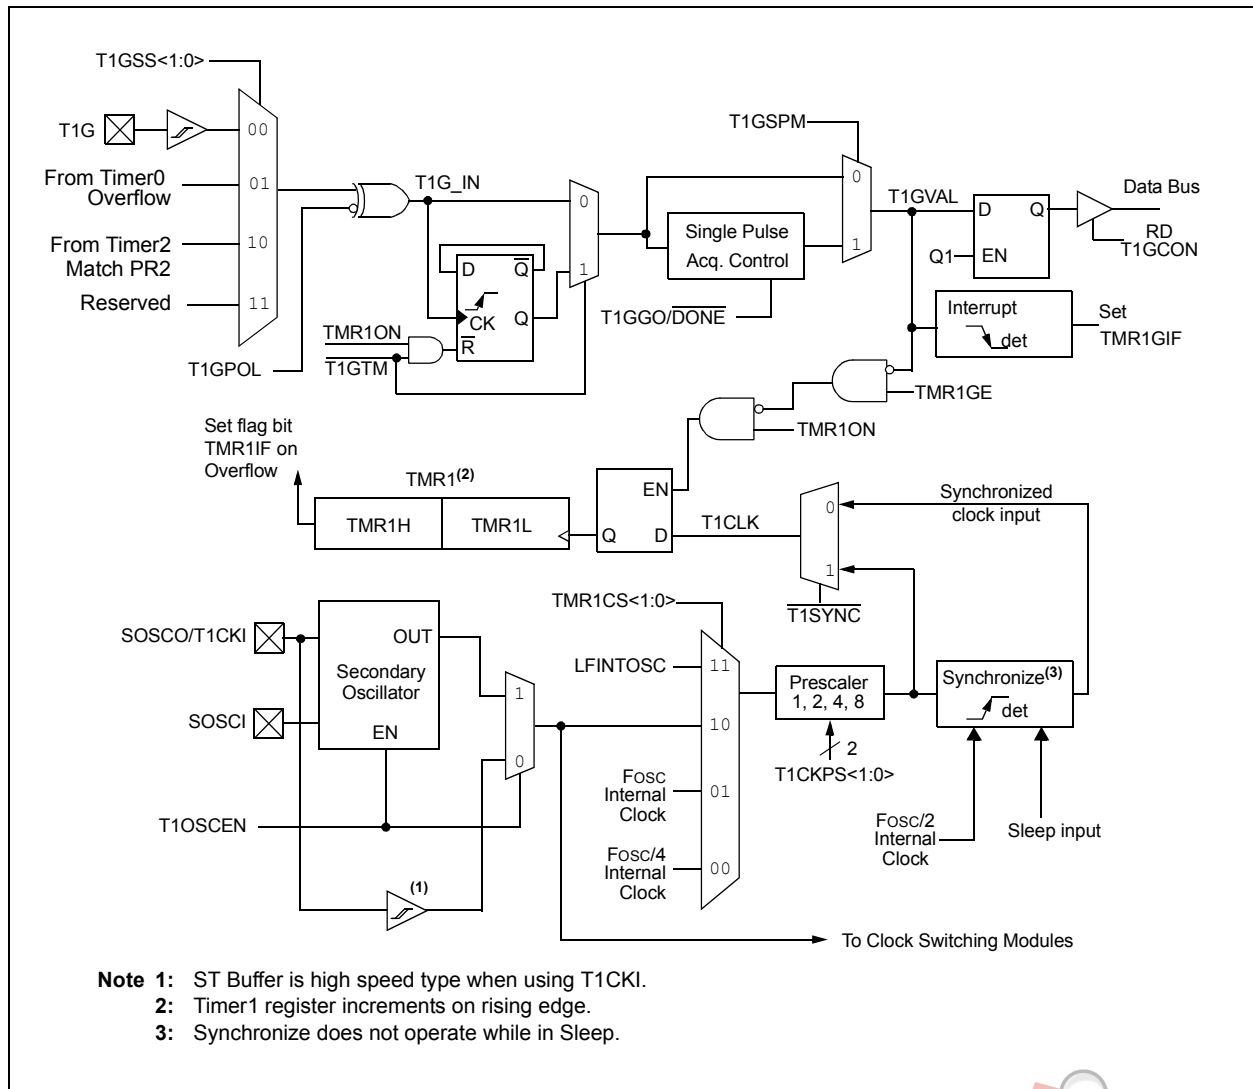 T1GSS<1:0>
T1G
00
From Timer0
Overflow
01
From Timer2
Match PR2
10
Reserved
11
T1GPOL
T1G_IN
D
Q
CK
Q
R
TMR1ON
T1GTM
0
1
T1GSPM
Single Pulse
Acq. Control
T1GGO/DONE
0
1
T1GVAL
D
Q
Q1
EN
Data Bus
RD
T1GCON
Interrupt
det
Set
TMR1GIF
TMR1GE
TMR1ON
Set flag bit
TMR1IF on
Overflow
TMR1(2)
TMR1H
TMR1L
EN
Q
D
T1CLK
0
1
T1SYNC
Synchronized
clock input
SOSCO/T1CKI
SOSCI
OUT
Secondary
Oscillator
EN
T1OSCEN
1
0
(1)
TMR1CS<1:0>
LFINTOSC
11
10
FOSC
Internal
Clock
01
FOSC/4
Internal
Clock
00
Prescaler
1, 2, 4, 8
2
T1CKPS<1:0>
Synchronize(3)
det
FOSC/2
Internal
Clock
Sleep input
To Clock Switching Modules
Note 1: ST Buffer is high speed type when using T1CKI.
2: Timer1 register increments on rising edge.
3: Synchronize does not operate while in Sleep.